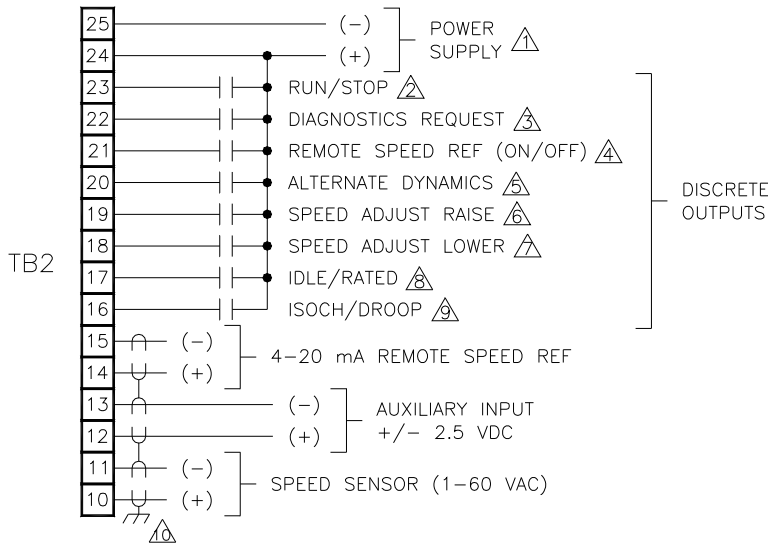 25 (-) POWER
24 (+) SUPPLY 1
23 RUN/STOP 2
22 DIAGNOSTICS REQUEST 3
21 REMOTE SPEED REF (ON/OFF) 4
20 ALTERNATE DYNAMICS 5
DISCRETE
OUTPUTS
19 SPEED ADJUST RAISE 6
18 SPEED ADJUST LOWER 7
TB2
17 IDLE/RATED 8
16 ISOCH/DROOP 9
15 (-)
4-20 mA REMOTE SPEED REF
14 (+)
13 (-) AUXILIARY INPUT
12 (+) +/- 2.5 VDC
11 (-)
SPEED SENSOR (1-60 VAC)
10 (+)
10